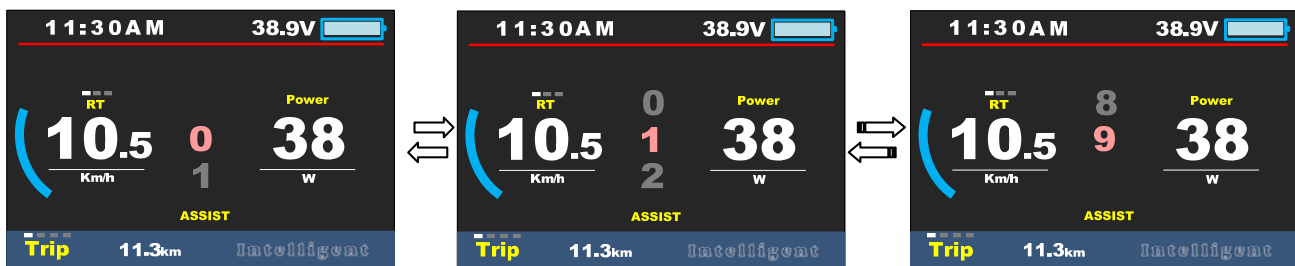 11:30AM 38.9V
RT Power
0
10.5 38
1
Km/h W
ASSIST
Trip 11.3km Intelligent
11:30AM 38.9V
RT Power
0
10.5 1 38
2
Km/h W
ASSIST
Trip 11.3km Intelligent
11:30AM 38.9V
RT Power
8
10.5 9 38
Km/h W
ASSIST
Trip 11.3km Intelligent